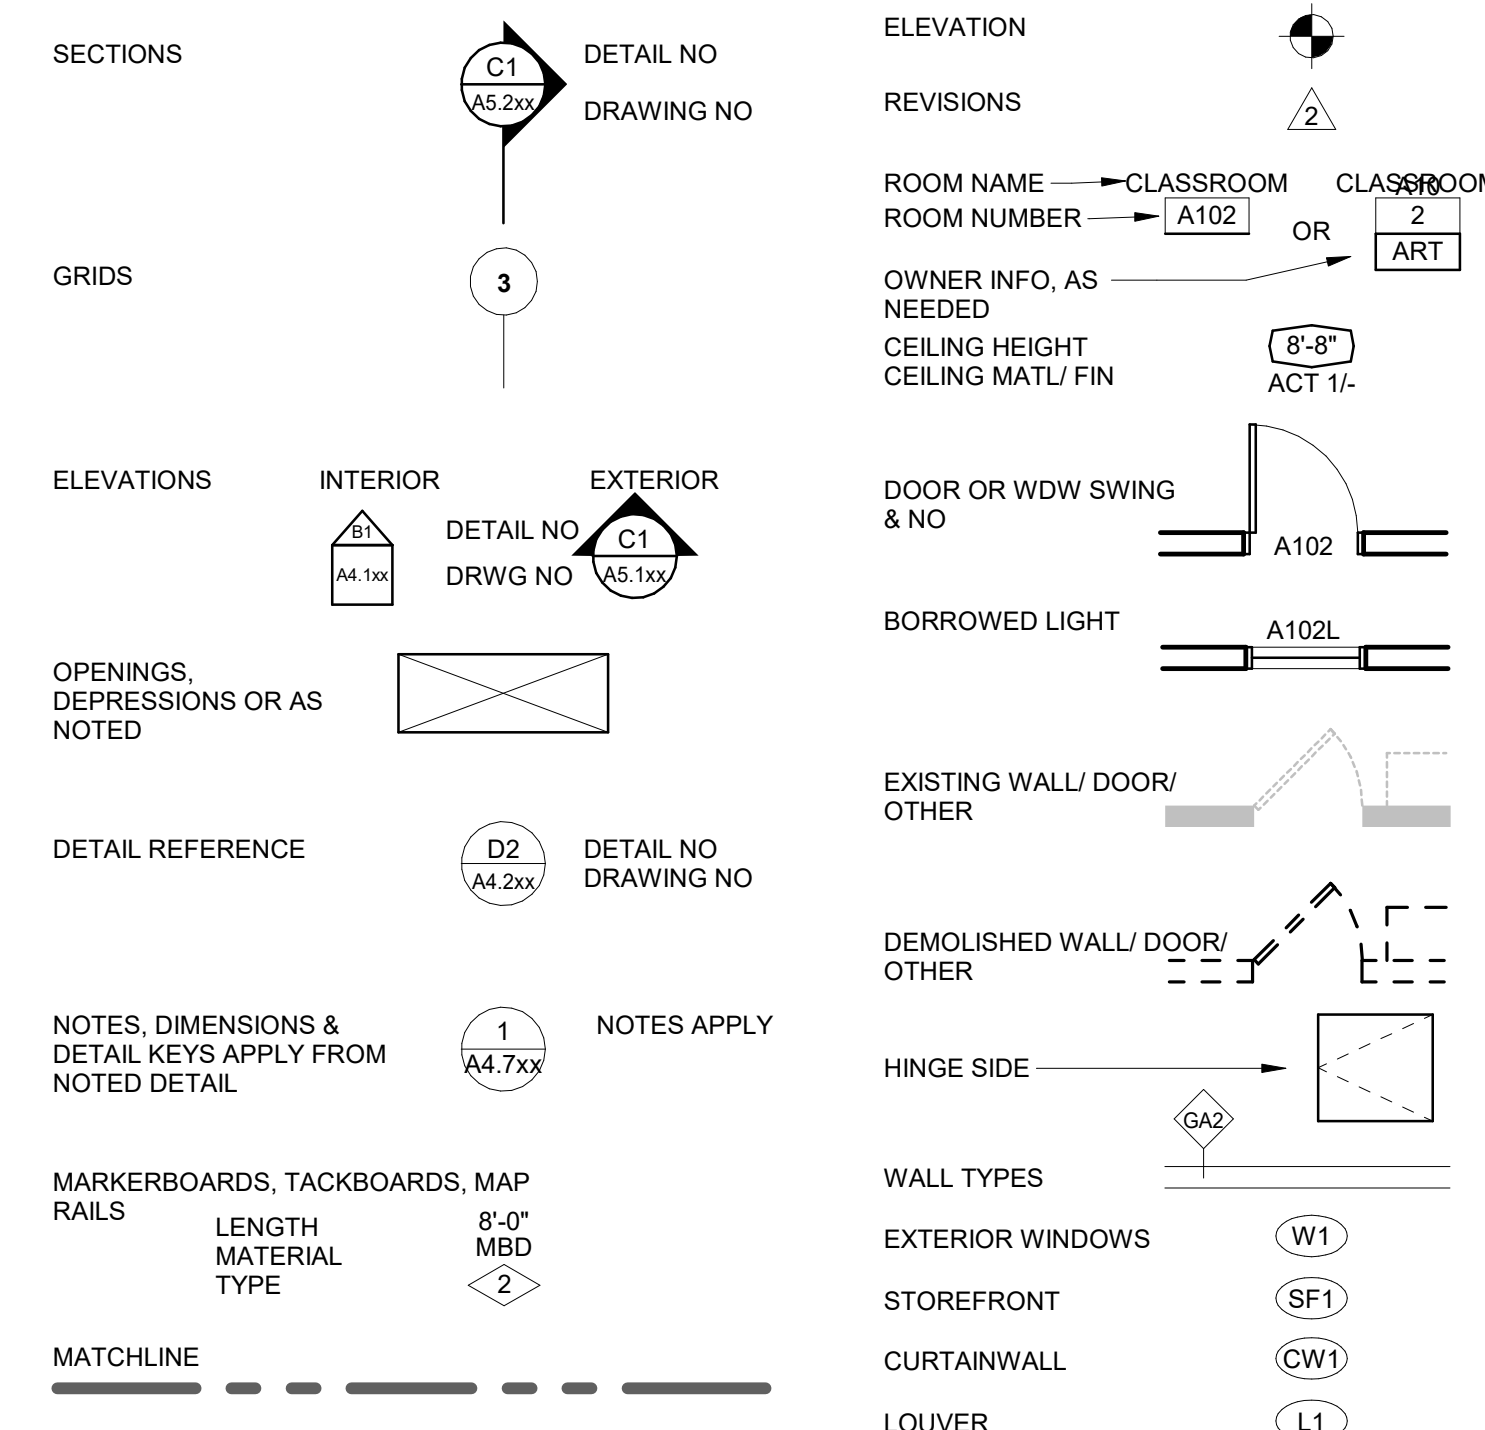 SECTIONS
C1
A5.2xx
DETAIL NO
DRAWING NO
GRIDS
3
ELEVATIONS
INTERIOR
EXTERIOR
B1
A4.1xx
DETAIL NO
DRWG NO
C1
A5.1xx
OPENINGS,
DEPRESSIONS OR AS
NOTED
DETAIL REFERENCE
D2
A4.2xx
DETAIL NO
DRAWING NO
NOTES, DIMENSIONS &
DETAIL KEYS APPLY FROM
NOTED DETAIL
1
A4.7xx
NOTES APPLY
MARKERBOARDS, TACKBOARDS, MAP
RAILS
LENGTH
MATERIAL
TYPE
8'-0"
MBD
2
MATCHLINE
ELEVATION
REVISIONS
2
ROOM NAME
CLASSROOM
CLASSROOM
ROOM NUMBER
A102
OR
A10
2
ART
OWNER INFO, AS
NEEDED
CEILING HEIGHT
CEILING MATL/ FIN
8'-8"
ACT 1/-
DOOR OR WDW SWING
& NO
A102
BORROWED LIGHT
A102L
EXISTING WALL/ DOOR/
OTHER
DEMOLISHED WALL/ DOOR/
OTHER
HINGE SIDE
GA2
WALL TYPES
EXTERIOR WINDOWS
W1
STOREFRONT
SF1
CURTAINWALL
CW1
LOUVER
L1